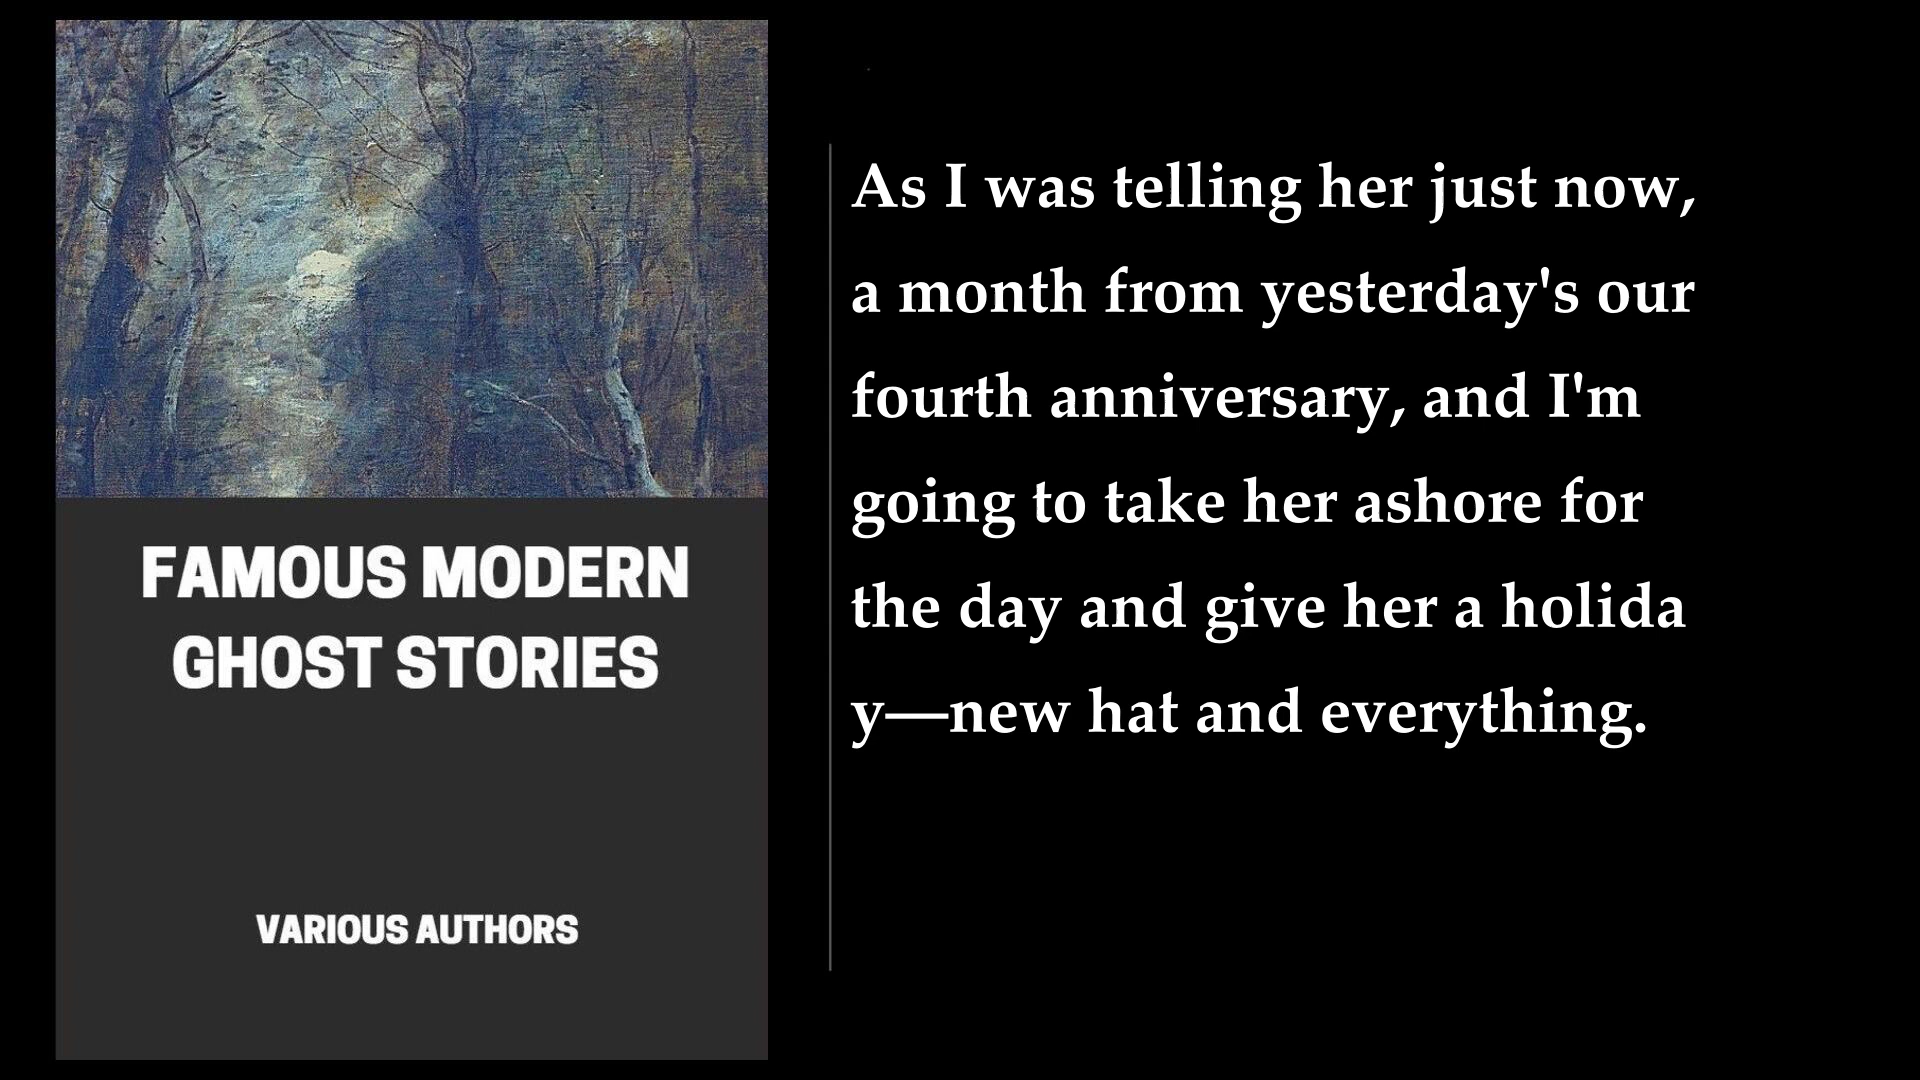 FAMOUS MODERN
GHOST STORIES
VARIOUS AUTHORS
As I was telling her just now,
a month from yesterday's our
fourth anniversary, and I'm
going to take her ashore for
the day and give her a holida
y—new hat and everything.